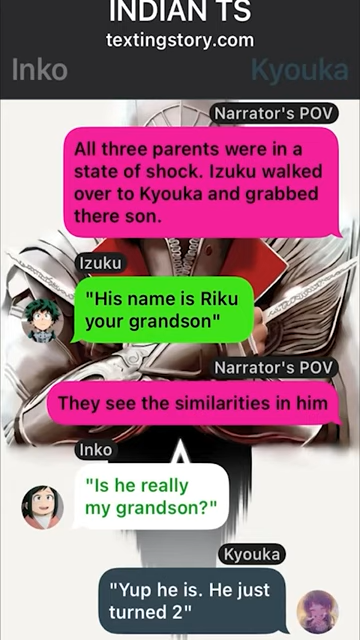 INDIAN TS
textingstory.com
Inko Kyouka
Narrator's POV
All three parents were in a
state of shock. Izuku walked
over to Kyouka and grabbed
there son.
Izuku
"His name is Riku
your grandson"
Narrator's POV
They see the similarities in him
Inko
"Is he really
my grandson?"
Kyouka
"Yup he is. He just
turned 2"